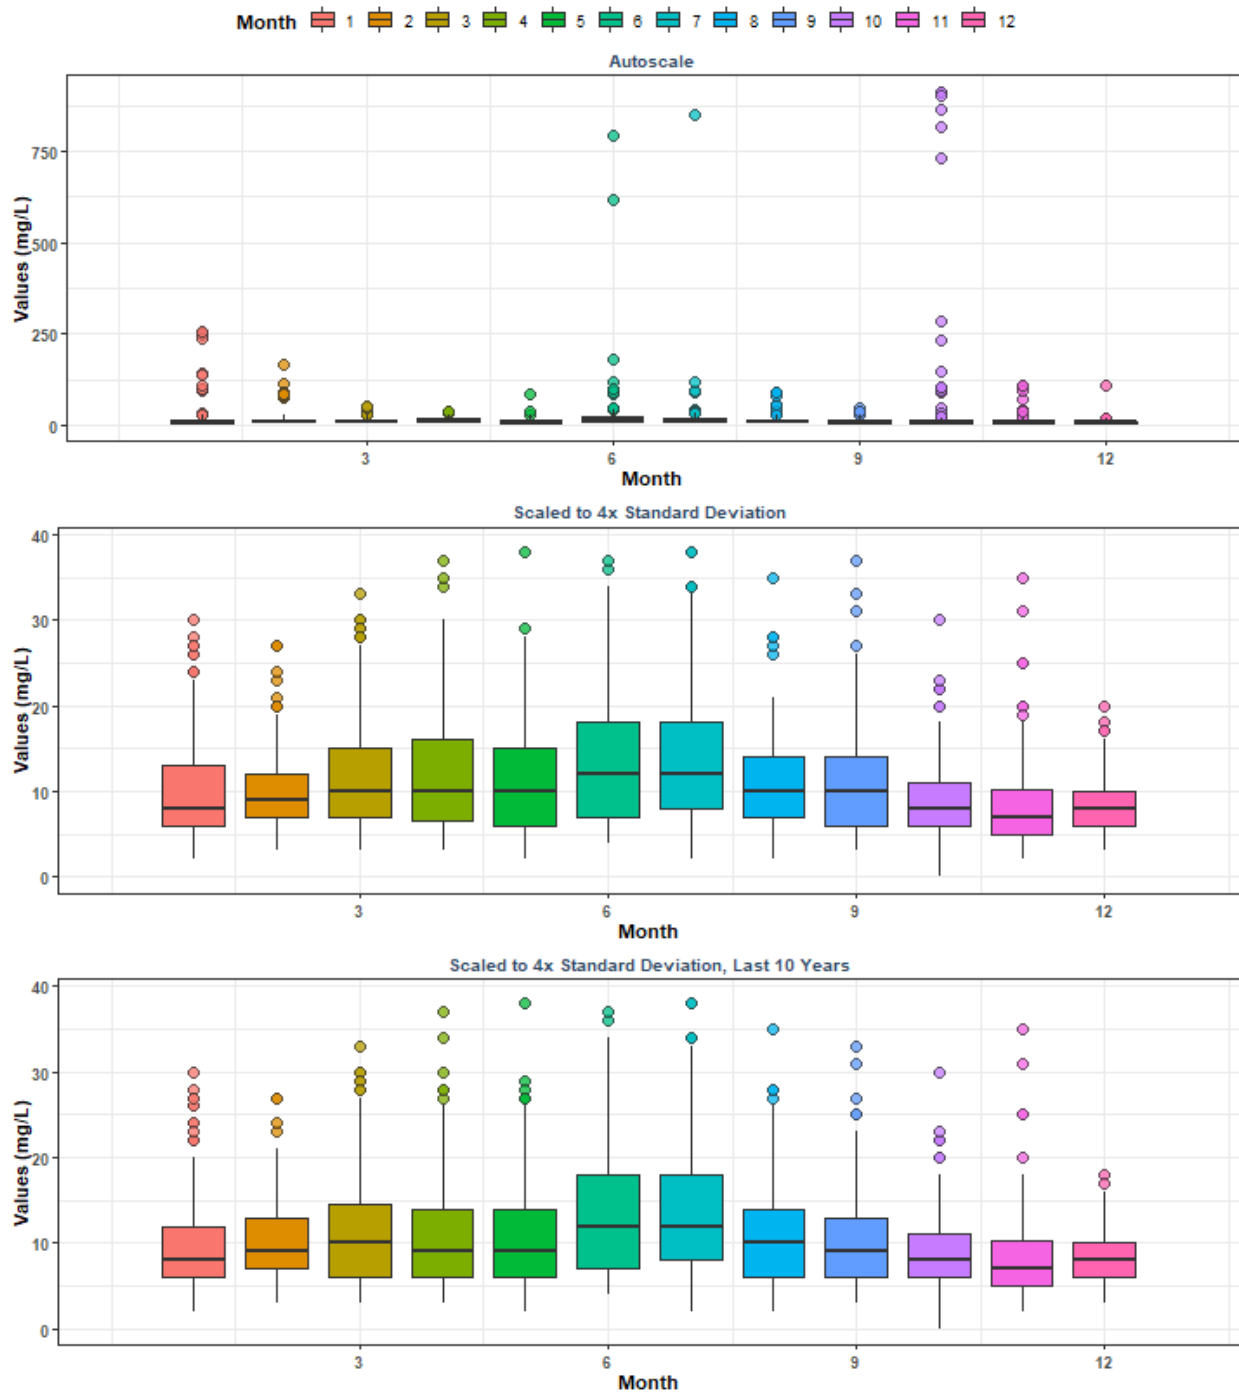 Month 1 2 3 4 5 6 7 8 9 10 11 12
Autoscale
Values (mg/L)
750
500
250
0
3 6 9 12
Month
Scaled to 4x Standard Deviation
Values (mg/L)
40
30
20
10
0
3 6 9 12
Month
Scaled to 4x Standard Deviation, Last 10 Years
Values (mg/L)
40
30
20
10
0
3 6 9 12
Month